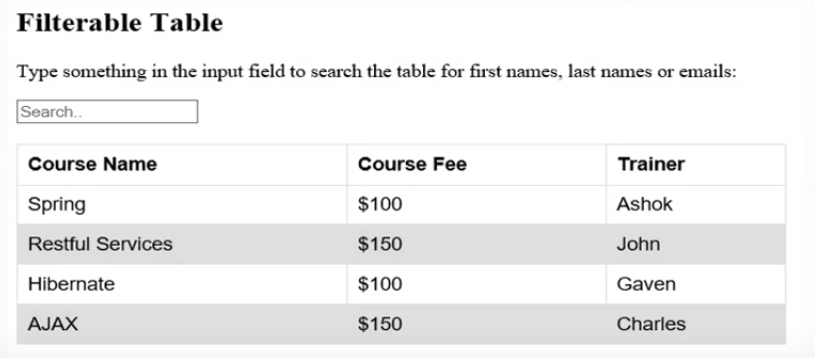 Filterable Table
Type something in the input field to search the table for first names, last names or emails:
Search..
Course Name Course Fee Trainer
Spring $100 Ashok
Restful Services $150 John
Hibernate $100 Gaven
AJAX $150 Charles